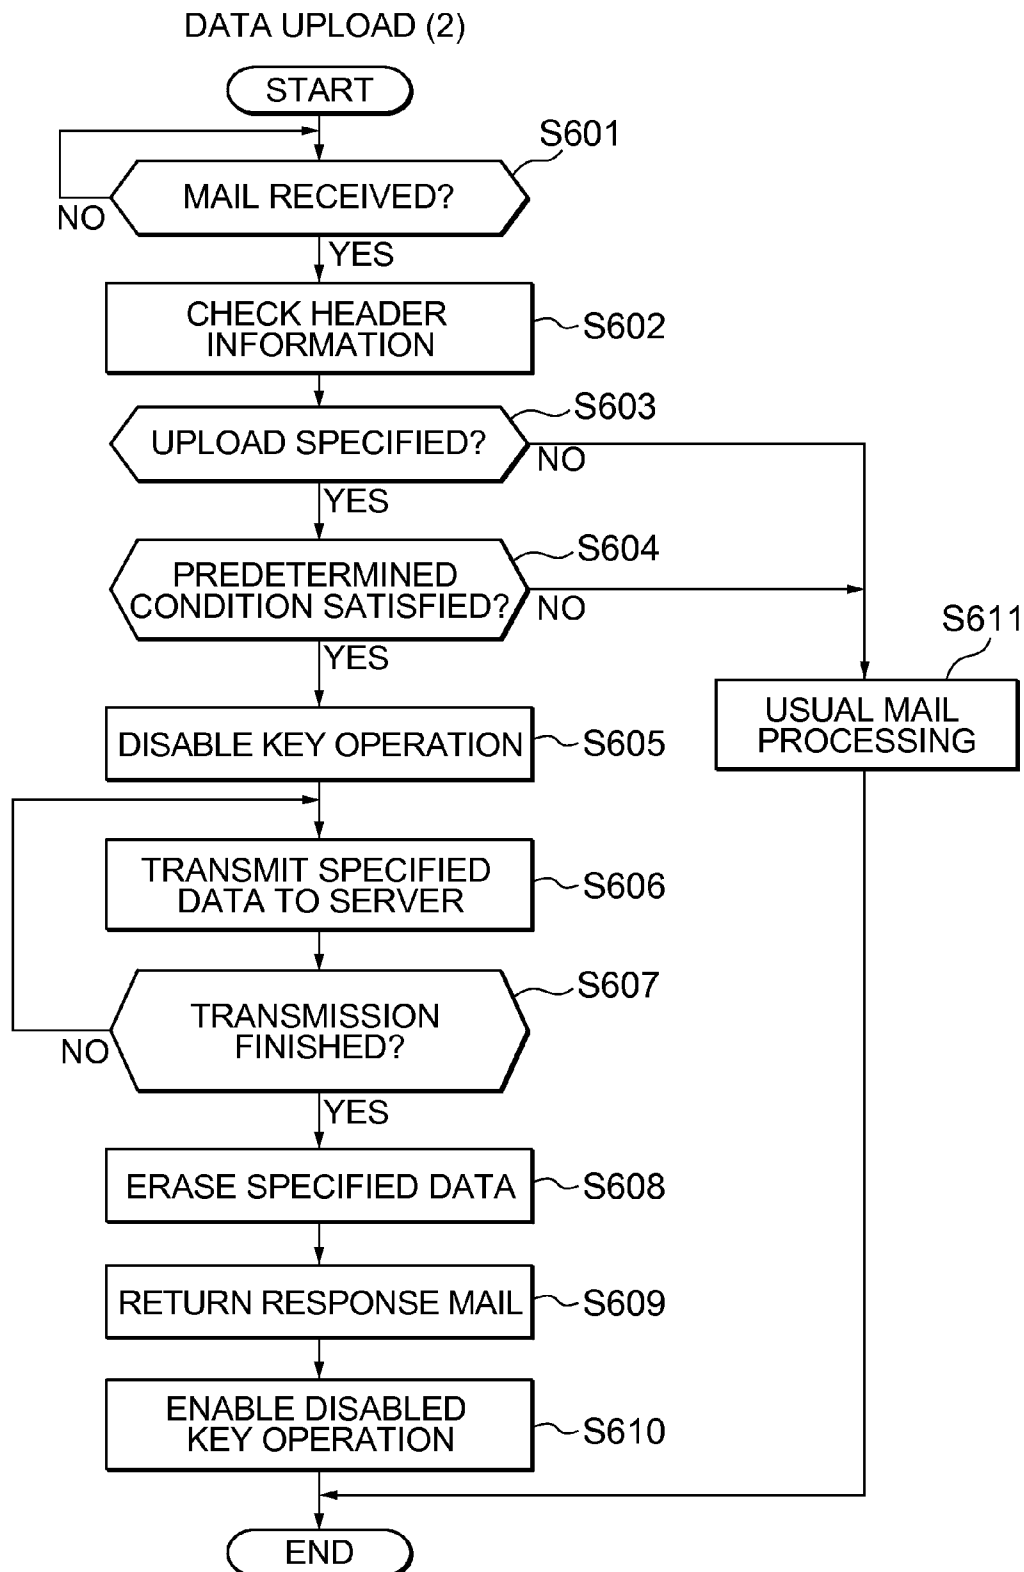 DATA UPLOAD (2)
START
S601
MAIL RECEIVED?
NO
YES
CHECK HEADER
INFORMATION
S602
S603
UPLOAD SPECIFIED?
NO
YES
S604
PREDETERMINED
CONDITION SATISFIED?
NO
YES
S611
USUAL MAIL
PROCESSING
DISABLE KEY OPERATION
S605
TRANSMIT SPECIFIED
DATA TO SERVER
S606
S607
TRANSMISSION
FINISHED?
NO
YES
ERASE SPECIFIED DATA
S608
RETURN RESPONSE MAIL
S609
ENABLE DISABLED
KEY OPERATION
S610
END